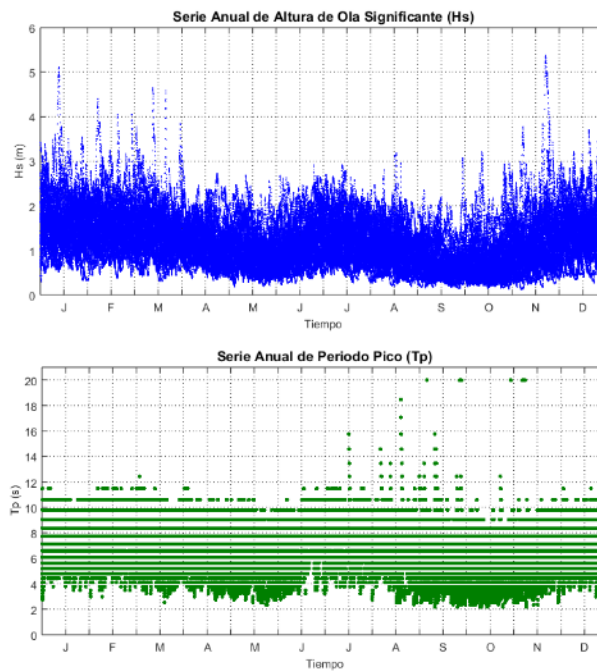 Serie Anual de Altura de Ola Significante (Hs)
6
5
4
3
2
1
0
Hs (m)
J F M A M J J A S O N D
Tiempo
Serie Anual de Periodo Pico (Tp)
20
18
16
14
12
10
8
6
4
2
0
Tp (s)
J F M A M J J A S O N D
Tiempo